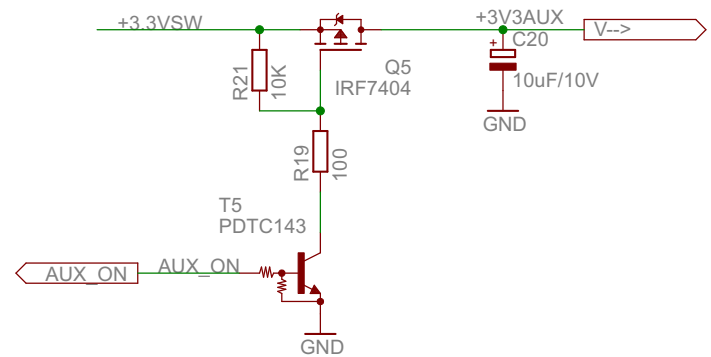 +3.3VSW
+3V3AUX
V-->
C20
10uF/10V
GND
R21
10K
Q5
IRF7404
R19
100
T5
PDTC143
AUX_ON
AUX_ON
GND